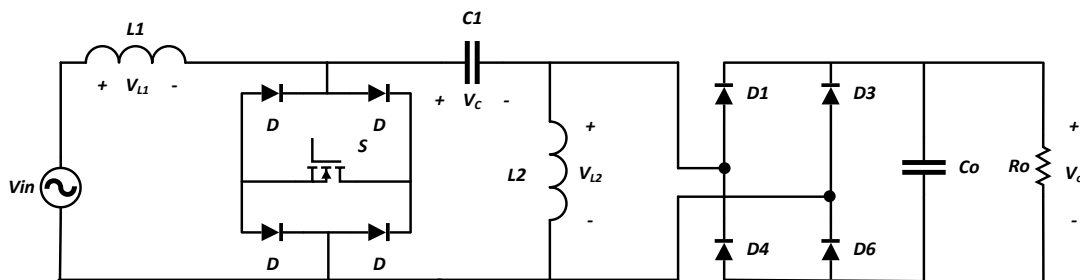 C1
L1
+ VL1 -
D D
+ VC -
D1 D3
S
+
+
Vin
L2
VL2
Co
Ro
Vo
-
-
D4 D6
D D